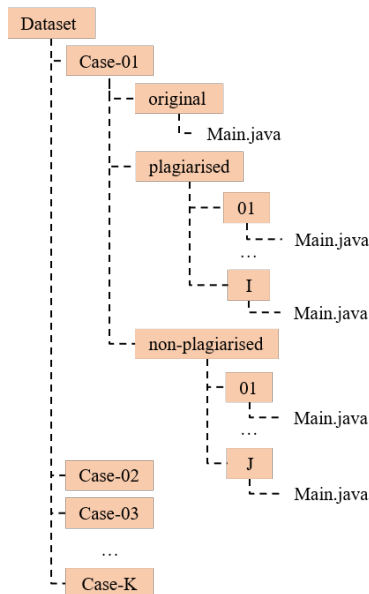 Dataset
Case-01
original
Main.java
plagiarised
01
Main.java
...
I
Main.java
non-plagiarised
01
Main.java
...
J
Main.java
Case-02
Case-03
...
Case-K